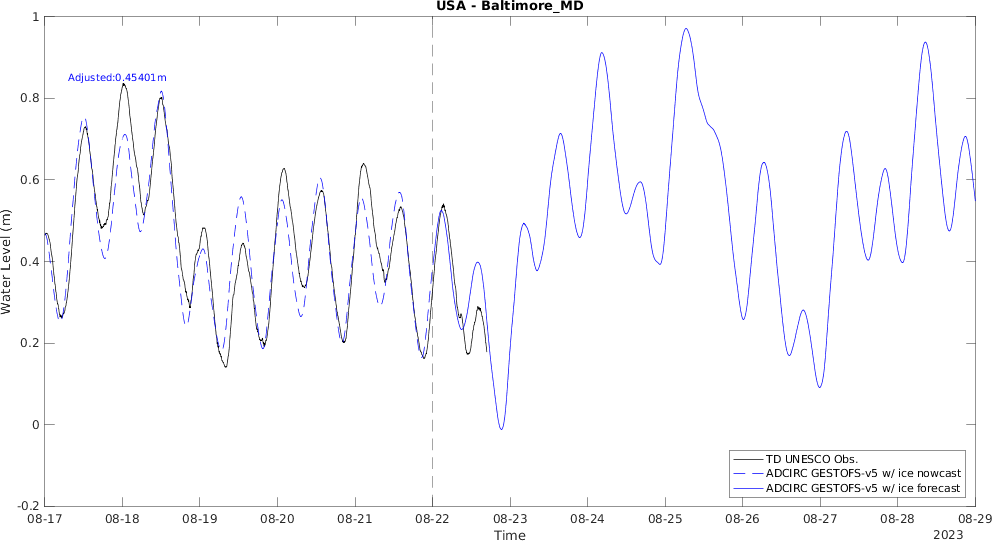 USA - Baltimore_MD
Adjusted:0.45401m
Water Level (m)
1
0.8
0.6
0.4
0.2
0
-0.2
08-17 08-18 08-19 08-20 08-21 08-22 08-23 08-24 08-25 08-26 08-27 08-28 08-29
Time
2023
TD UNESCO Obs.
ADCIRC GESTOFS-v5 w/ ice nowcast
ADCIRC GESTOFS-v5 w/ ice forecast